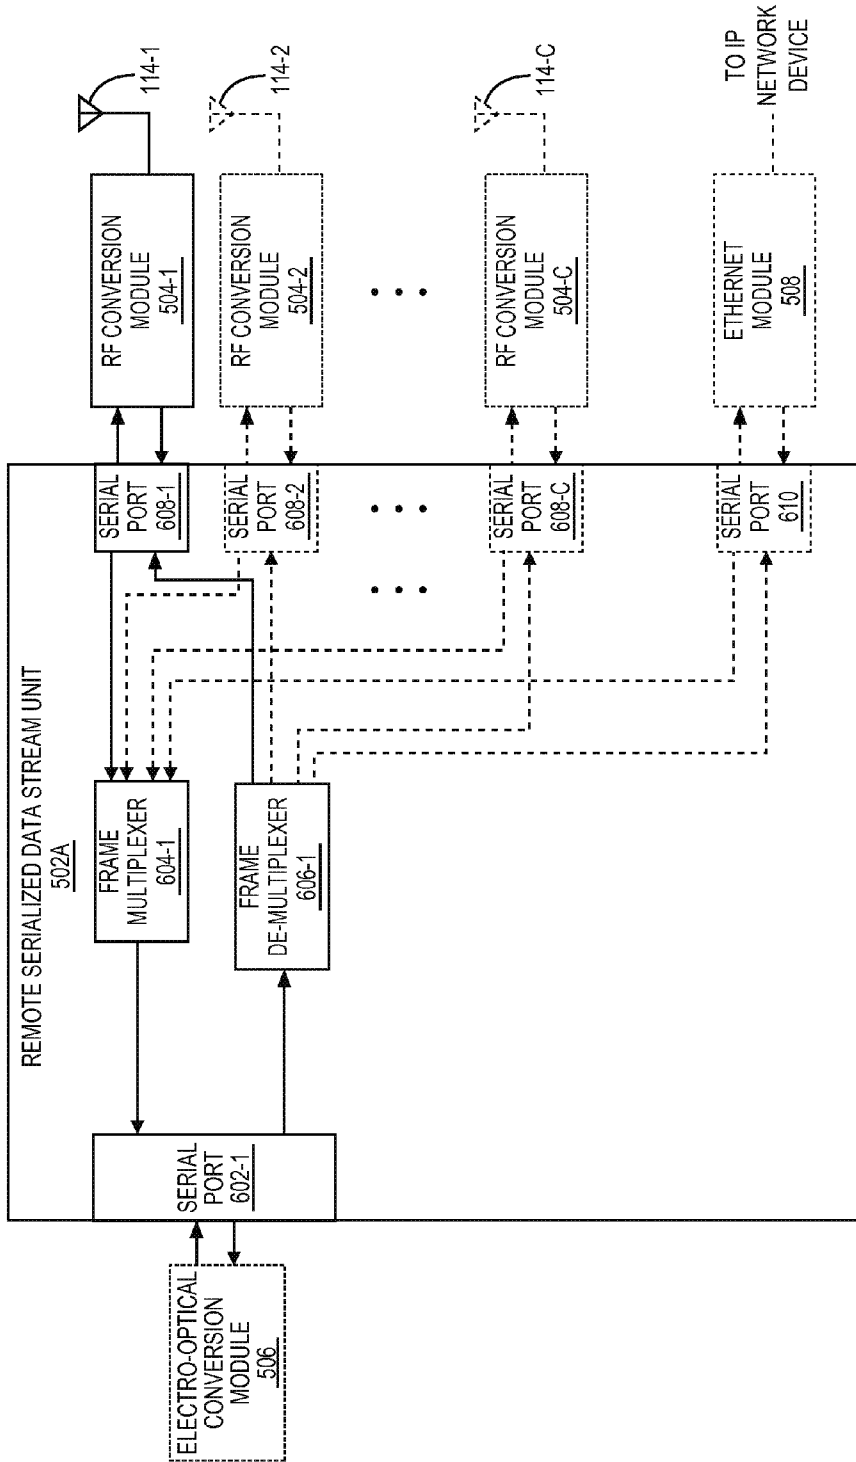 REMOTE SERIALIZED DATA STREAM UNIT
502A
ELECTRO-OPTICAL
CONVERSION
MODULE
506
SERIAL
PORT
602-1
FRAME
MULTIPLEXER
604-1
FRAME
DE-MULTIPLEXER
606-1
SERIAL
PORT
608-1
SERIAL
PORT
608-2
SERIAL
PORT
608-C
SERIAL
PORT
610
RF CONVERSION
MODULE
504-1
RF CONVERSION
MODULE
504-2
RF CONVERSION
MODULE
504-C
ETHERNET
MODULE
508
114-1
114-2
114-C
TO IP
NETWORK
DEVICE